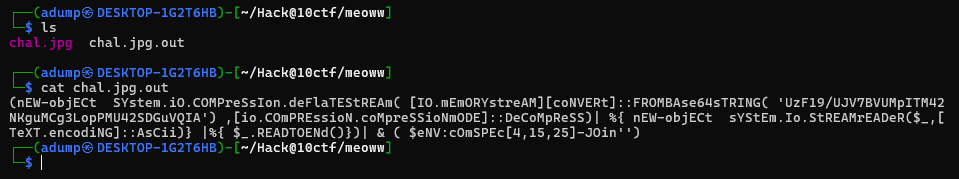 ┌──(adump㉿DESKTOP-1G2T6HB)-[~/Hack@10ctf/meoww]
└─$ ls
chal.jpg  chal.jpg.out
┌──(adump㉿DESKTOP-1G2T6HB)-[~/Hack@10ctf/meoww]
└─$ cat chal.jpg.out
(nEW-objECt  SYstem.iO.COMPreSsIon.deFlaTEStREAm( [IO.mEmORYstreAM][coNVERt]::FROMBAse64sTRING( 'UzF19/UJV7BVUMpITM42
NKguMCg3LopPMU42SDGuVQIA') ,[io.COmPREssioN.coMpreSSioNmODE]::DeCoMpReSS)| %{ nEW-objECt  sYStEm.Io.StREAMrEADeR($_,[
TeXT.encodiNG]::AsCii)} |%{ $_.READTOENd()})| & ( $eNV:cOmSPEc[4,15,25]-JOin'')
┌──(adump㉿DESKTOP-1G2T6HB)-[~/Hack@10ctf/meoww]
└─$